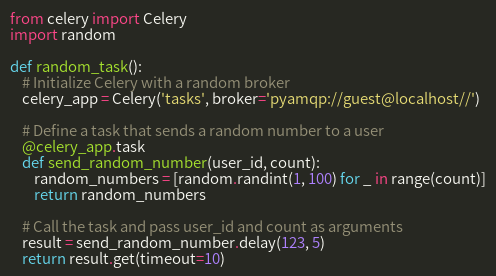 from celery import Celery
import random

def random_task():
    # Initialize Celery with a random broker
    celery_app = Celery('tasks', broker='pyamqp://guest@localhost//')

    # Define a task that sends a random number to a user
    @celery_app.task
    def send_random_number(user_id, count):
        random_numbers = [random.randint(1, 100) for _ in range(count)]
        return random_numbers

    # Call the task and pass user_id and count as arguments
    result = send_random_number.delay(123, 5)
    return result.get(timeout=10)